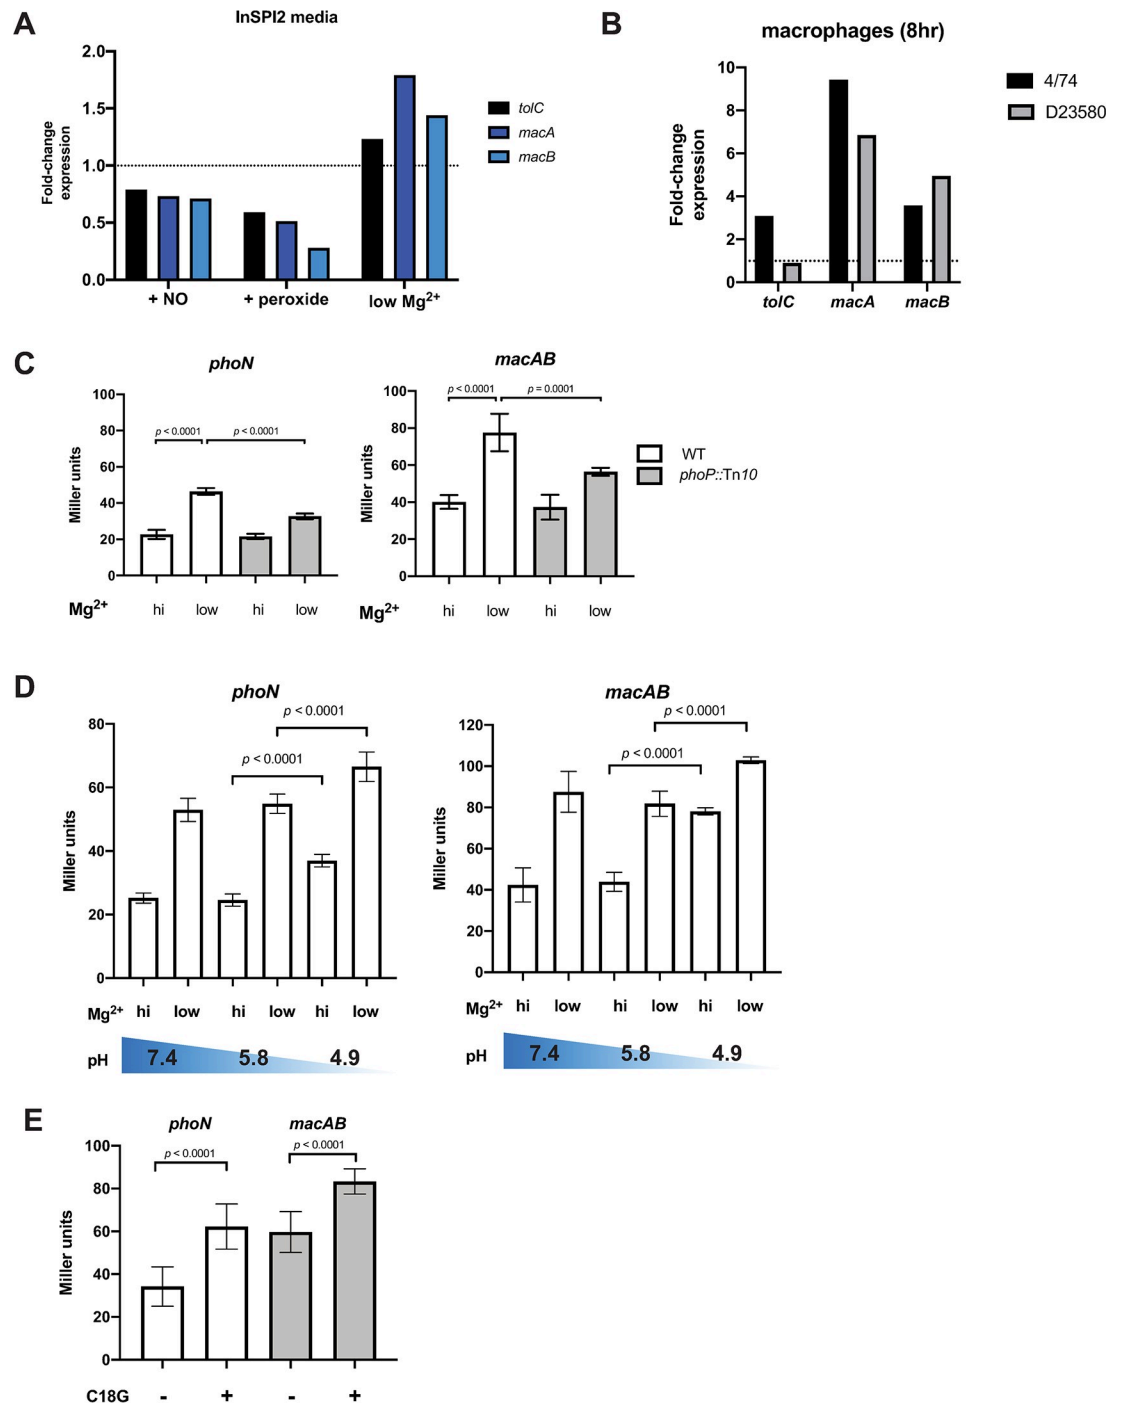 A
InSPI2 media
Fold-change
expression
2.0
1.5
1.0
0.5
0.0
+ NO
+ peroxide
low Mg²⁺
tolC
macA
macB
B
macrophages (8hr)
Fold-change
expression
10
8
6
4
2
0
tolC
macA
macB
4/74
D23580
C
phoN
Miller units
100
80
60
40
20
0
p < 0.0001
p < 0.0001
Mg²⁺ hi low hi low
macAB
Miller units
100
80
60
40
20
0
p < 0.0001
p = 0.0001
Mg²⁺ hi low hi low
WT
phoP::Tn10
D
phoN
Miller units
80
60
40
20
0
p < 0.0001
p < 0.0001
Mg²⁺ hi low hi low hi low
pH 7.4 5.8 4.9
macAB
Miller units
120
100
80
60
40
20
0
p < 0.0001
p < 0.0001
Mg²⁺ hi low hi low hi low
pH 7.4 5.8 4.9
E
phoN macAB
Miller units
100
80
60
40
20
0
p < 0.0001
p < 0.0001
C18G - + - +